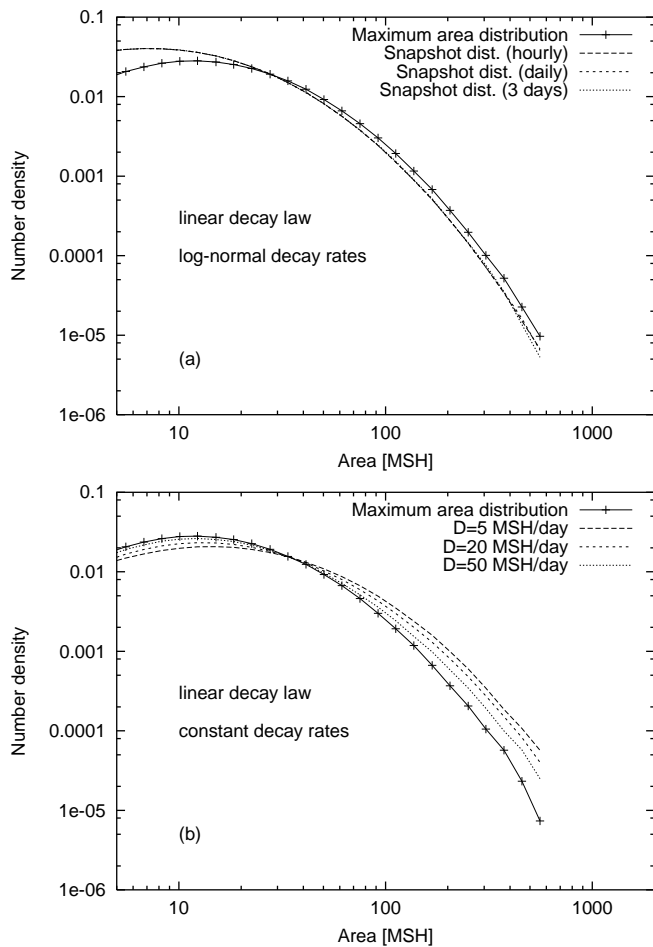 (a)
Maximum area distribution
Snapshot dist. (hourly)
Snapshot dist. (daily)
Snapshot dist. (3 days)
0.1
0.01
0.001
0.0001
1e-05
1e-06
Number density
linear decay law
log-normal decay rates
10 100 1000
Area [MSH]
Maximum area distribution
D=5 MSH/day
D=20 MSH/day
D=50 MSH/day
0.1
0.01
0.001
0.0001
1e-05
1e-06
Number density
linear decay law
constant decay rates
(b)
10 100 1000
Area [MSH]